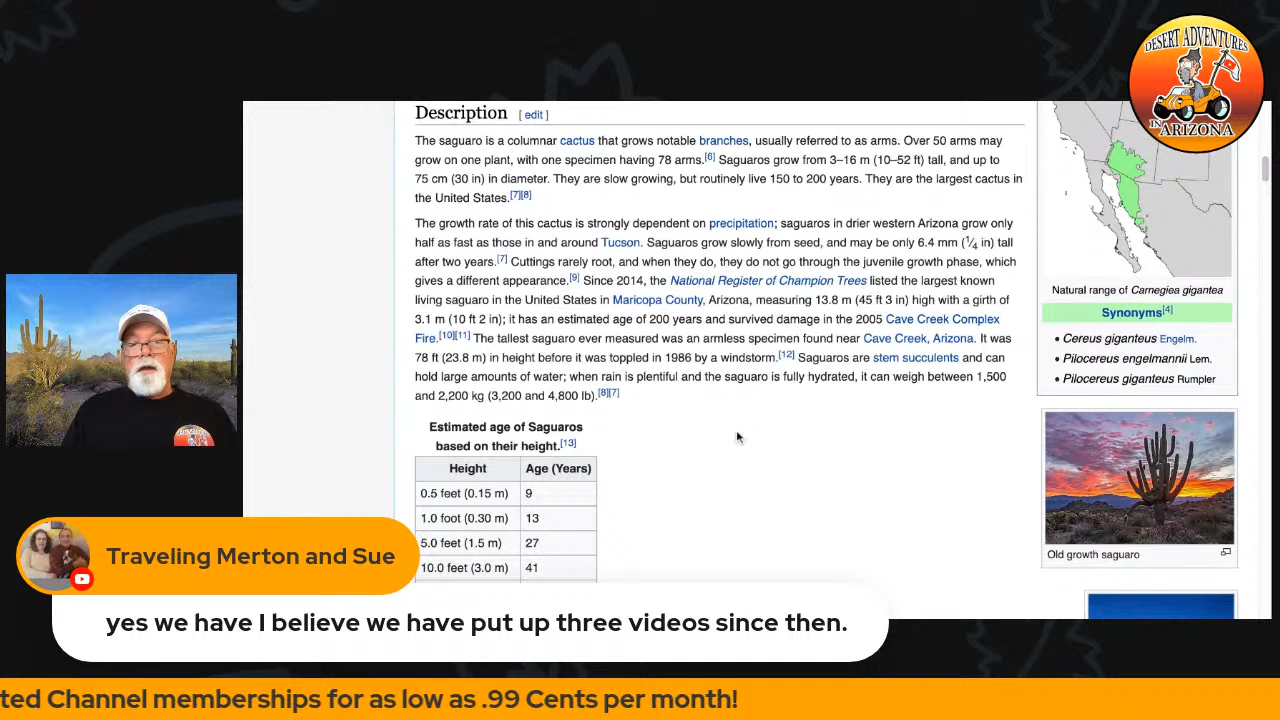 DESERT ADVENTURES
IN ARIZONA
Description [ edit ]
The saguaro is a columnar cactus that grows notable branches, usually referred to as arms. Over 50 arms may
grow on one plant, with one specimen having 78 arms.[6] Saguaros grow from 3–16 m (10–52 ft) tall, and up to
75 cm (30 in) in diameter. They are slow growing, but routinely live 150 to 200 years. They are the largest cactus in
the United States.[7][8]
The growth rate of this cactus is strongly dependent on precipitation; saguaros in drier western Arizona grow only
half as fast as those in and around Tucson. Saguaros grow slowly from seed, and may be only 6.4 mm (1⁄4 in) tall
after two years.[7] Cuttings rarely root, and when they do, they do not go through the juvenile growth phase, which
gives a different appearance.[9] Since 2014, the National Register of Champion Trees listed the largest known
living saguaro in the United States in Maricopa County, Arizona, measuring 13.8 m (45 ft 3 in) high with a girth of
3.1 m (10 ft 2 in); it has an estimated age of 200 years and survived damage in the 2005 Cave Creek Complex
Fire.[10][11] The tallest saguaro ever measured was an armless specimen found near Cave Creek, Arizona. It was
78 ft (23.8 m) in height before it was toppled in 1986 by a windstorm.[12] Saguaros are stem succulents and can
hold large amounts of water; when rain is plentiful and the saguaro is fully hydrated, it can weigh between 1,500
and 2,200 kg (3,200 and 4,800 lb).[8][7]
Estimated age of Saguaros
based on their height.[13]
Height Age (Years)
0.5 feet (0.15 m) 9
1.0 foot (0.30 m) 13
5.0 feet (1.5 m) 27
10.0 feet (3.0 m) 41
Natural range of Carnegiea gigantea
Synonyms[4]
• Cereus giganteus Engelm.
• Pilocereus engelmannii Lem.
• Pilocereus giganteus Rumpler
Old growth saguaro
Traveling Merton and Sue
yes we have I believe we have put up three videos since then.
ted Channel memberships for as low as .99 Cents per month!